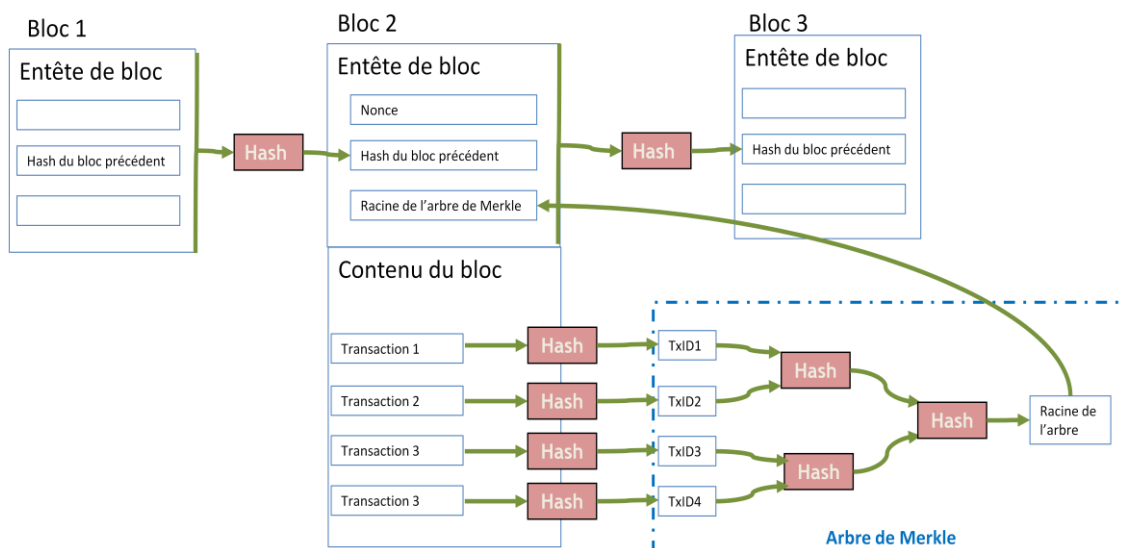 Bloc 1
Entête de bloc
Hash du bloc précédent
Hash
Bloc 2
Entête de bloc
Nonce
Hash du bloc précédent
Racine de l’arbre de Merkle
Hash
Bloc 3
Entête de bloc
Hash du bloc précédent
Contenu du bloc
Transaction 1
Hash
TxID1
Transaction 2
Hash
TxID2
Transaction 3
Hash
TxID3
Transaction 3
Hash
TxID4
Hash
Hash
Hash
Racine de
l’arbre
Arbre de Merkle